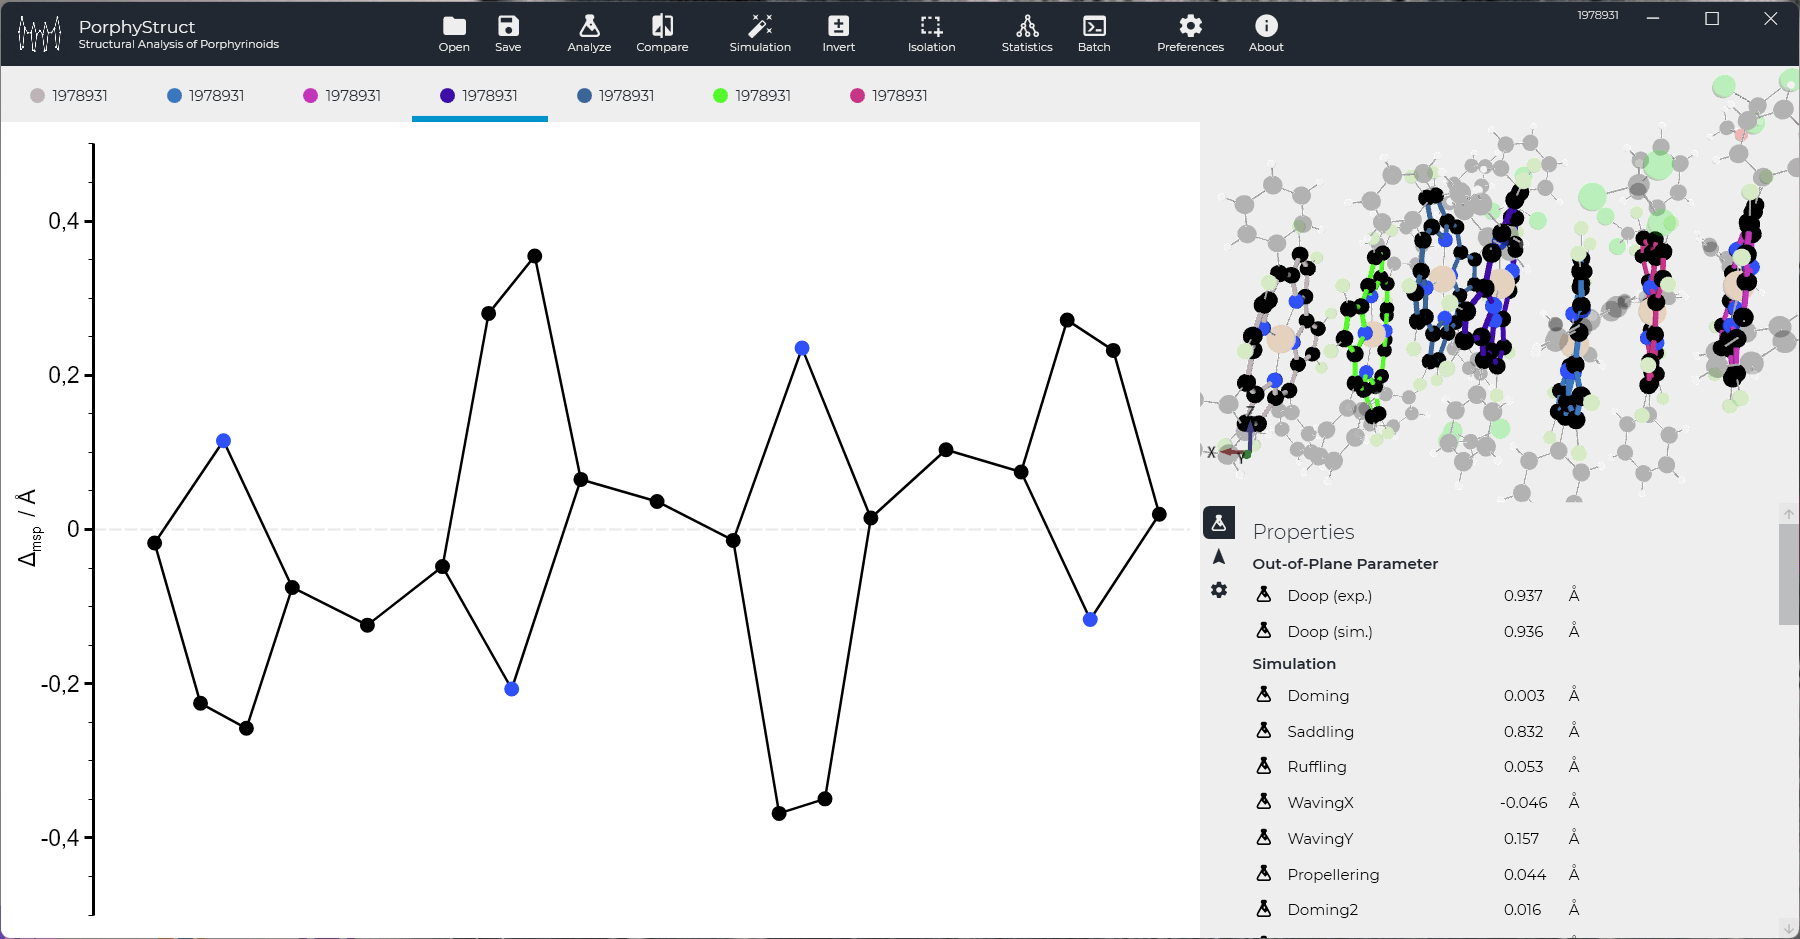 PorphyStruct
Structural Analysis of Porphyrinoids
Open Save Analyze Compare Simulation Invert Isolation Statistics Batch Preferences About
1978931
1978931 1978931 1978931 1978931 1978931 1978931 1978931
0,4
0,2
0
-0,2
-0,4
Δmsp / Å
Z
X
Y
Properties
Out-of-Plane Parameter
Doop (exp.) 0.937 Å
Doop (sim.) 0.936 Å
Simulation
Doming 0.003 Å
Saddling 0.832 Å
Ruffling 0.053 Å
WavingX -0.046 Å
WavingY 0.157 Å
Propellering 0.044 Å
Doming2 0.016 Å